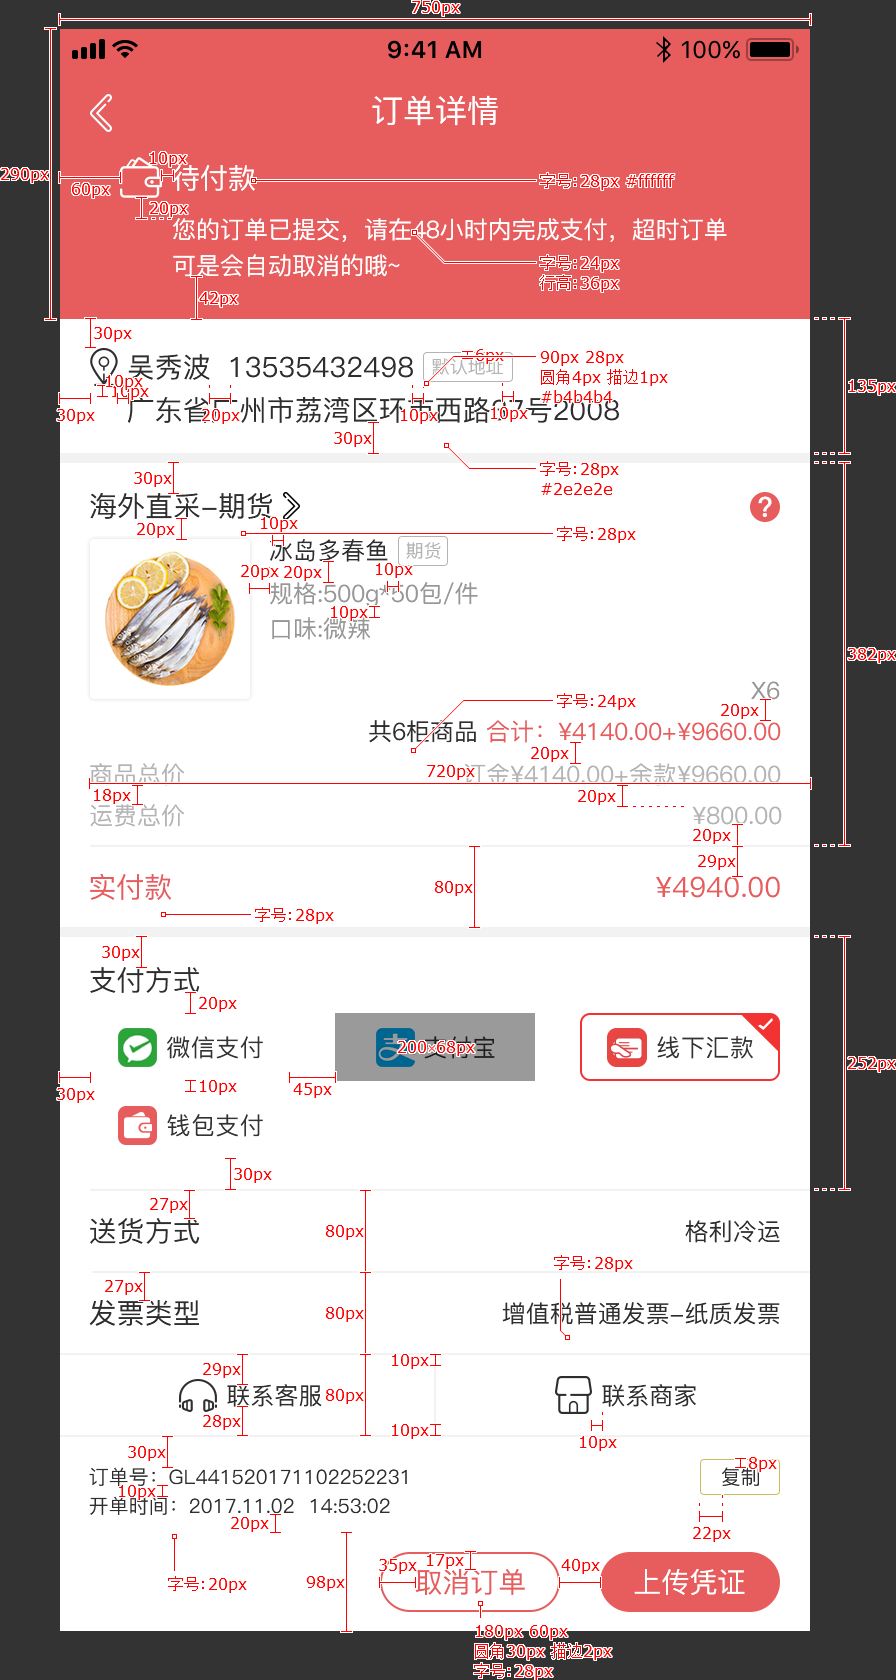 750px
9:41 AM
100%
订单详情
290px
10px
60px
待付款
字号:28px #ffffff
20px
您的订单已提交，请在48小时内完成支付，超时订单
可是会自动取消的哦~
字号:24px
行高:36px
42px
30px
吴秀波 13535432498 默认地址
6px
90px 28px
圆角4px 描边1px
#b4b4b4
135px
10px
10px
广东省广州市荔湾区环市西路97号2008
30px
20px
10px
10px
30px
字号:28px
#2e2e2e
30px
海外直采-期货
?
20px
10px
字号:28px
冰岛多春鱼 期货
20px
20px
10px
规格:500g*50包/件
10px
口味:微辣
382px
X6
字号:24px
20px
共6柜商品 合计：¥4140.00+¥9660.00
20px
商品总价 订金¥4140.00+余款¥9660.00
720px
18px
20px
运费总价 ¥800.00
20px
29px
实付款 ¥4940.00
80px
字号:28px
30px
支付方式
20px
微信支付
支付宝
200×68px
线下汇款
252px
30px
10px
45px
钱包支付
30px
27px
送货方式 格利冷运
80px
字号:28px
27px
发票类型 增值税普通发票-纸质发票
80px
10px
29px
联系客服 联系商家
80px
28px
10px
10px
30px
订单号：GL441520171102252231
复制
8px
10px
开单时间：2017.11.02 14:53:02
20px
22px
字号:20px
98px
35px
17px
40px
取消订单 上传凭证
180px 60px
圆角30px 描边2px
字号:28px